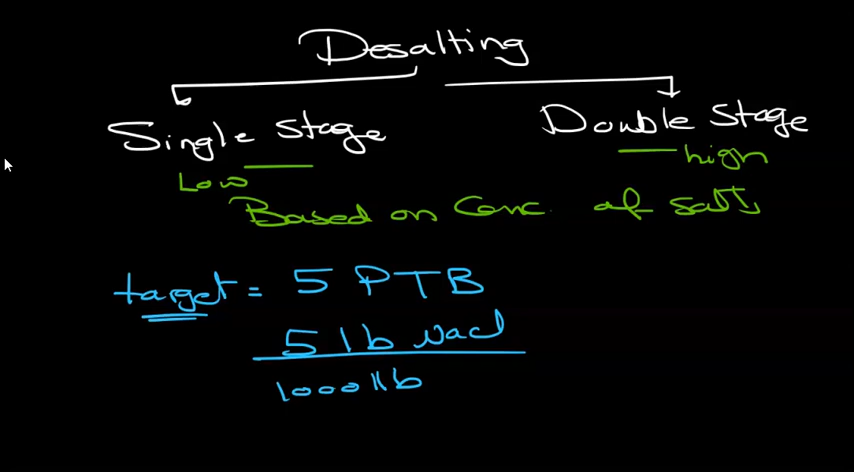 Desalting
Single stage
Double stage
Low
high
Based on Conc. of salts
target = 5 PTB
5 lb Nacl
1000 lb